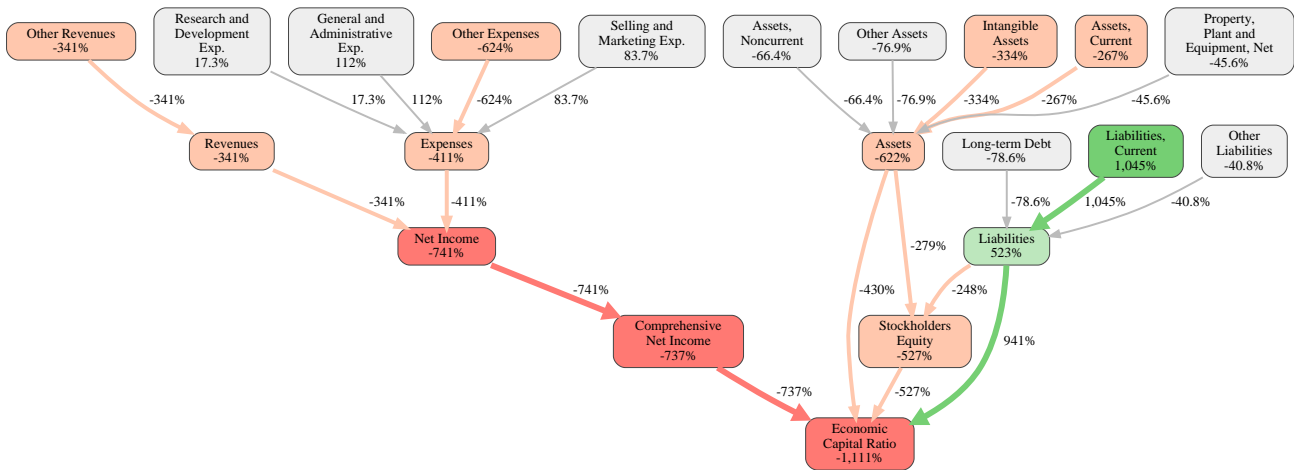 Other Revenues
-341%
Research and
Development
Exp.
17.3%
General and
Administrative
Exp.
112%
Other Expenses
-624%
Selling and
Marketing Exp.
83.7%
Assets,
Noncurrent
-66.4%
Other Assets
-76.9%
Intangible
Assets
-334%
Assets,
Current
-267%
Property,
Plant and
Equipment, Net
-45.6%
-341%
17.3%
112%
-624%
83.7%
-66.4%
-76.9%
-334%
-267%
-45.6%
Revenues
-341%
Expenses
-411%
Assets
-622%
Long-term Debt
-78.6%
Liabilities,
Current
1,045%
Other
Liabilities
-40.8%
-341%
-411%
-78.6%
1,045%
-40.8%
Net Income
-741%
-279%
Liabilities
523%
-741%
-430%
-248%
Comprehensive
Net Income
-737%
Stockholders
Equity
-527%
941%
-737%
-527%
Economic
Capital Ratio
-1,111%